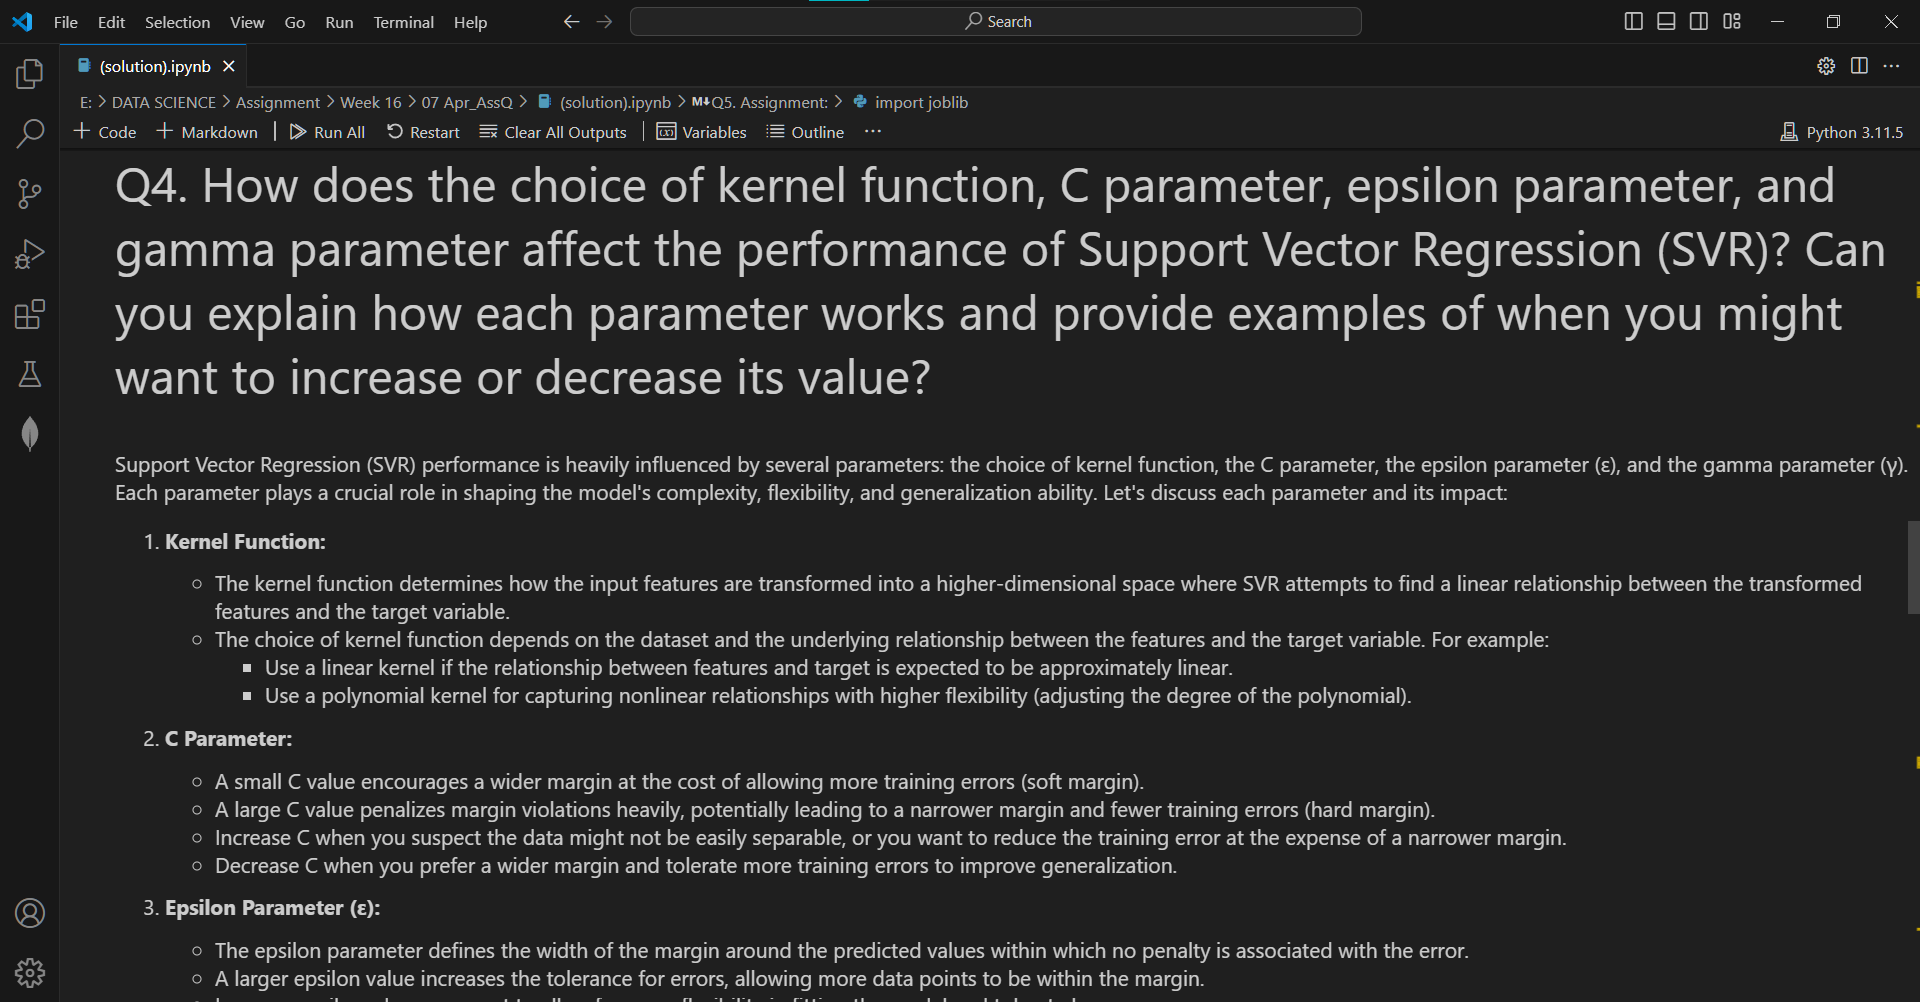 File Edit Selection View Go Run Terminal Help Search
(solution).ipynb
E: > DATA SCIENCE > Assignment > Week 16 > 07 Apr_AssQ > (solution).ipynb > M↓Q5. Assignment: > import joblib
+ Code + Markdown | Run All Restart Clear All Outputs | Variables Outline ··· Python 3.11.5
Q4. How does the choice of kernel function, C parameter, epsilon parameter, and
gamma parameter affect the performance of Support Vector Regression (SVR)? Can
you explain how each parameter works and provide examples of when you might
want to increase or decrease its value?
Support Vector Regression (SVR) performance is heavily influenced by several parameters: the choice of kernel function, the C parameter, the epsilon parameter (ε), and the gamma parameter (γ).
Each parameter plays a crucial role in shaping the model's complexity, flexibility, and generalization ability. Let's discuss each parameter and its impact:
1. Kernel Function:
○ The kernel function determines how the input features are transformed into a higher-dimensional space where SVR attempts to find a linear relationship between the transformed
features and the target variable.
○ The choice of kernel function depends on the dataset and the underlying relationship between the features and the target variable. For example:
▪ Use a linear kernel if the relationship between features and target is expected to be approximately linear.
▪ Use a polynomial kernel for capturing nonlinear relationships with higher flexibility (adjusting the degree of the polynomial).
2. C Parameter:
○ A small C value encourages a wider margin at the cost of allowing more training errors (soft margin).
○ A large C value penalizes margin violations heavily, potentially leading to a narrower margin and fewer training errors (hard margin).
○ Increase C when you suspect the data might not be easily separable, or you want to reduce the training error at the expense of a narrower margin.
○ Decrease C when you prefer a wider margin and tolerate more training errors to improve generalization.
3. Epsilon Parameter (ε):
○ The epsilon parameter defines the width of the margin around the predicted values within which no penalty is associated with the error.
○ A larger epsilon value increases the tolerance for errors, allowing more data points to be within the margin.